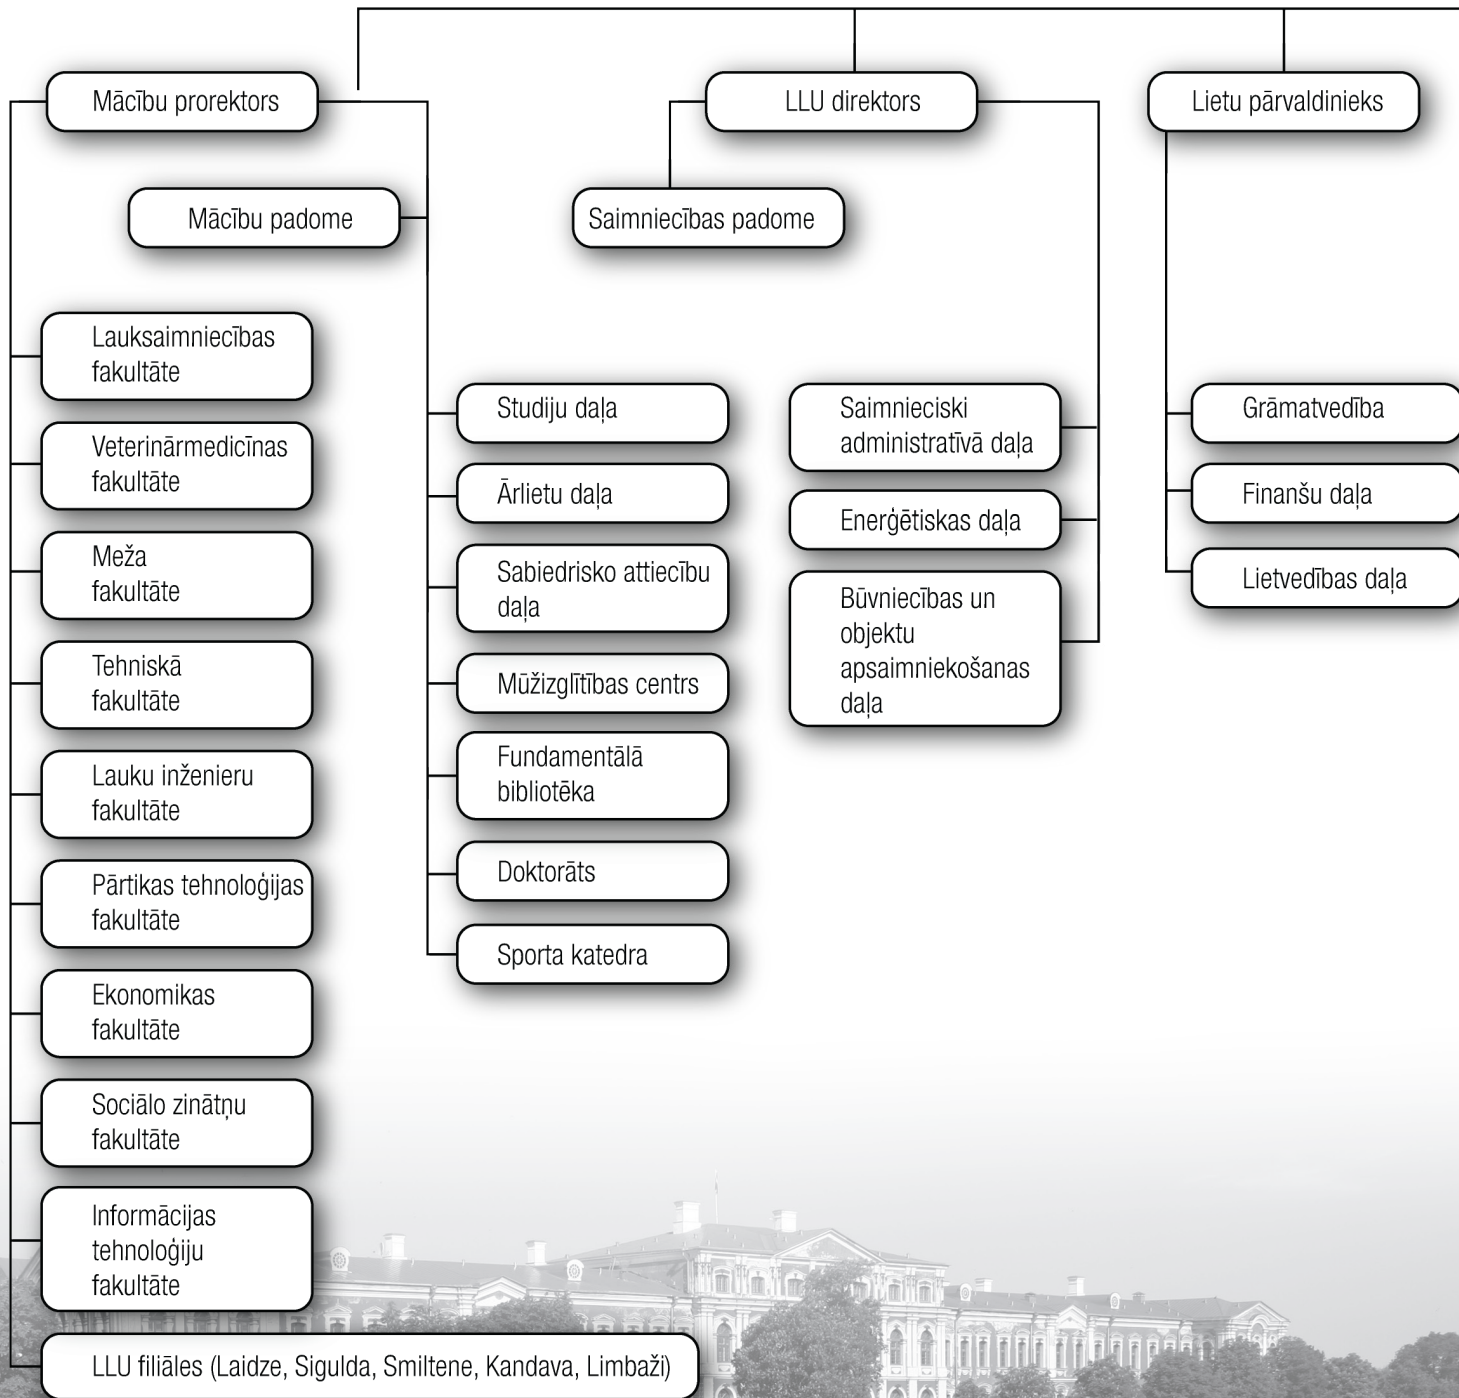 Mācību prorektors
LLU direktors
Lietu pārvaldinieks
Mācību padome
Saimniecības padome
Lauksaimniecības
fakultāte
Veterinārmedicīnas
fakultāte
Meža
fakultāte
Tehniskā
fakultāte
Lauku inženieru
fakultāte
Pārtikas tehnoloģijas
fakultāte
Ekonomikas
fakultāte
Sociālo zinātņu
fakultāte
Informācijas
tehnoloģiju
fakultāte
LLU filiāles (Laidze, Sigulda, Smiltene, Kandava, Limbaži)
Studiju daļa
Ārlietu daļa
Sabiedrisko attiecību
daļa
Mūžizglītības centrs
Fundamentālā
bibliotēka
Doktorāts
Sporta katedra
Saimnieciski
administratīvā daļa
Enerģētiskas daļa
Būvniecības un
objektu
apsaimniekošanas
daļa
Grāmatvedība
Finanšu daļa
Lietvedības daļa